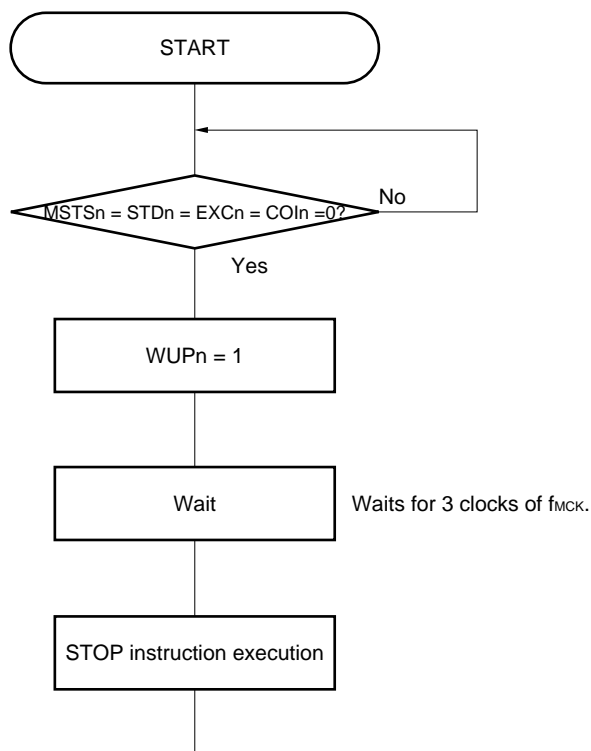 START
MSTSn = STDn = EXCn = COIn =0?
No
Yes
WUPn = 1
Wait
Waits for 3 clocks of fMCK.
STOP instruction execution